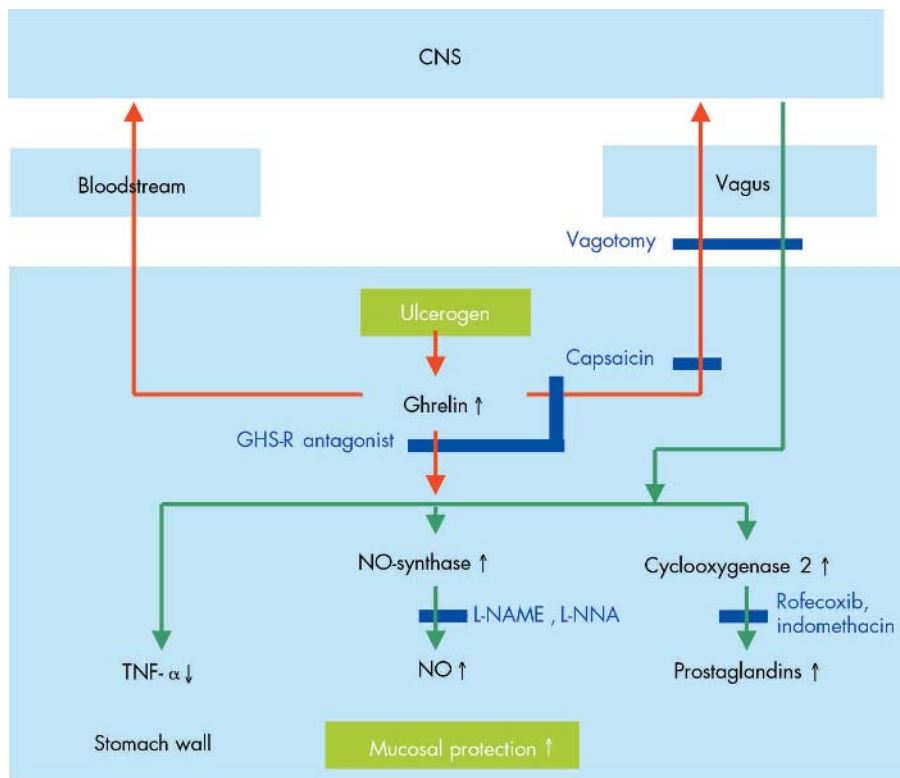 CNS
Bloodstream
Vagus
Vagotomy
Ulcerogen
Capsaicin
Ghrelin ↑
GHS-R antagonist
NO-synthase ↑
Cyclooxygenase 2 ↑
L-NAME , L-NNA
Rofecoxib,
indomethacin
TNF- α ↓
NO ↑
Prostaglandins ↑
Stomach wall
Mucosal protection ↑